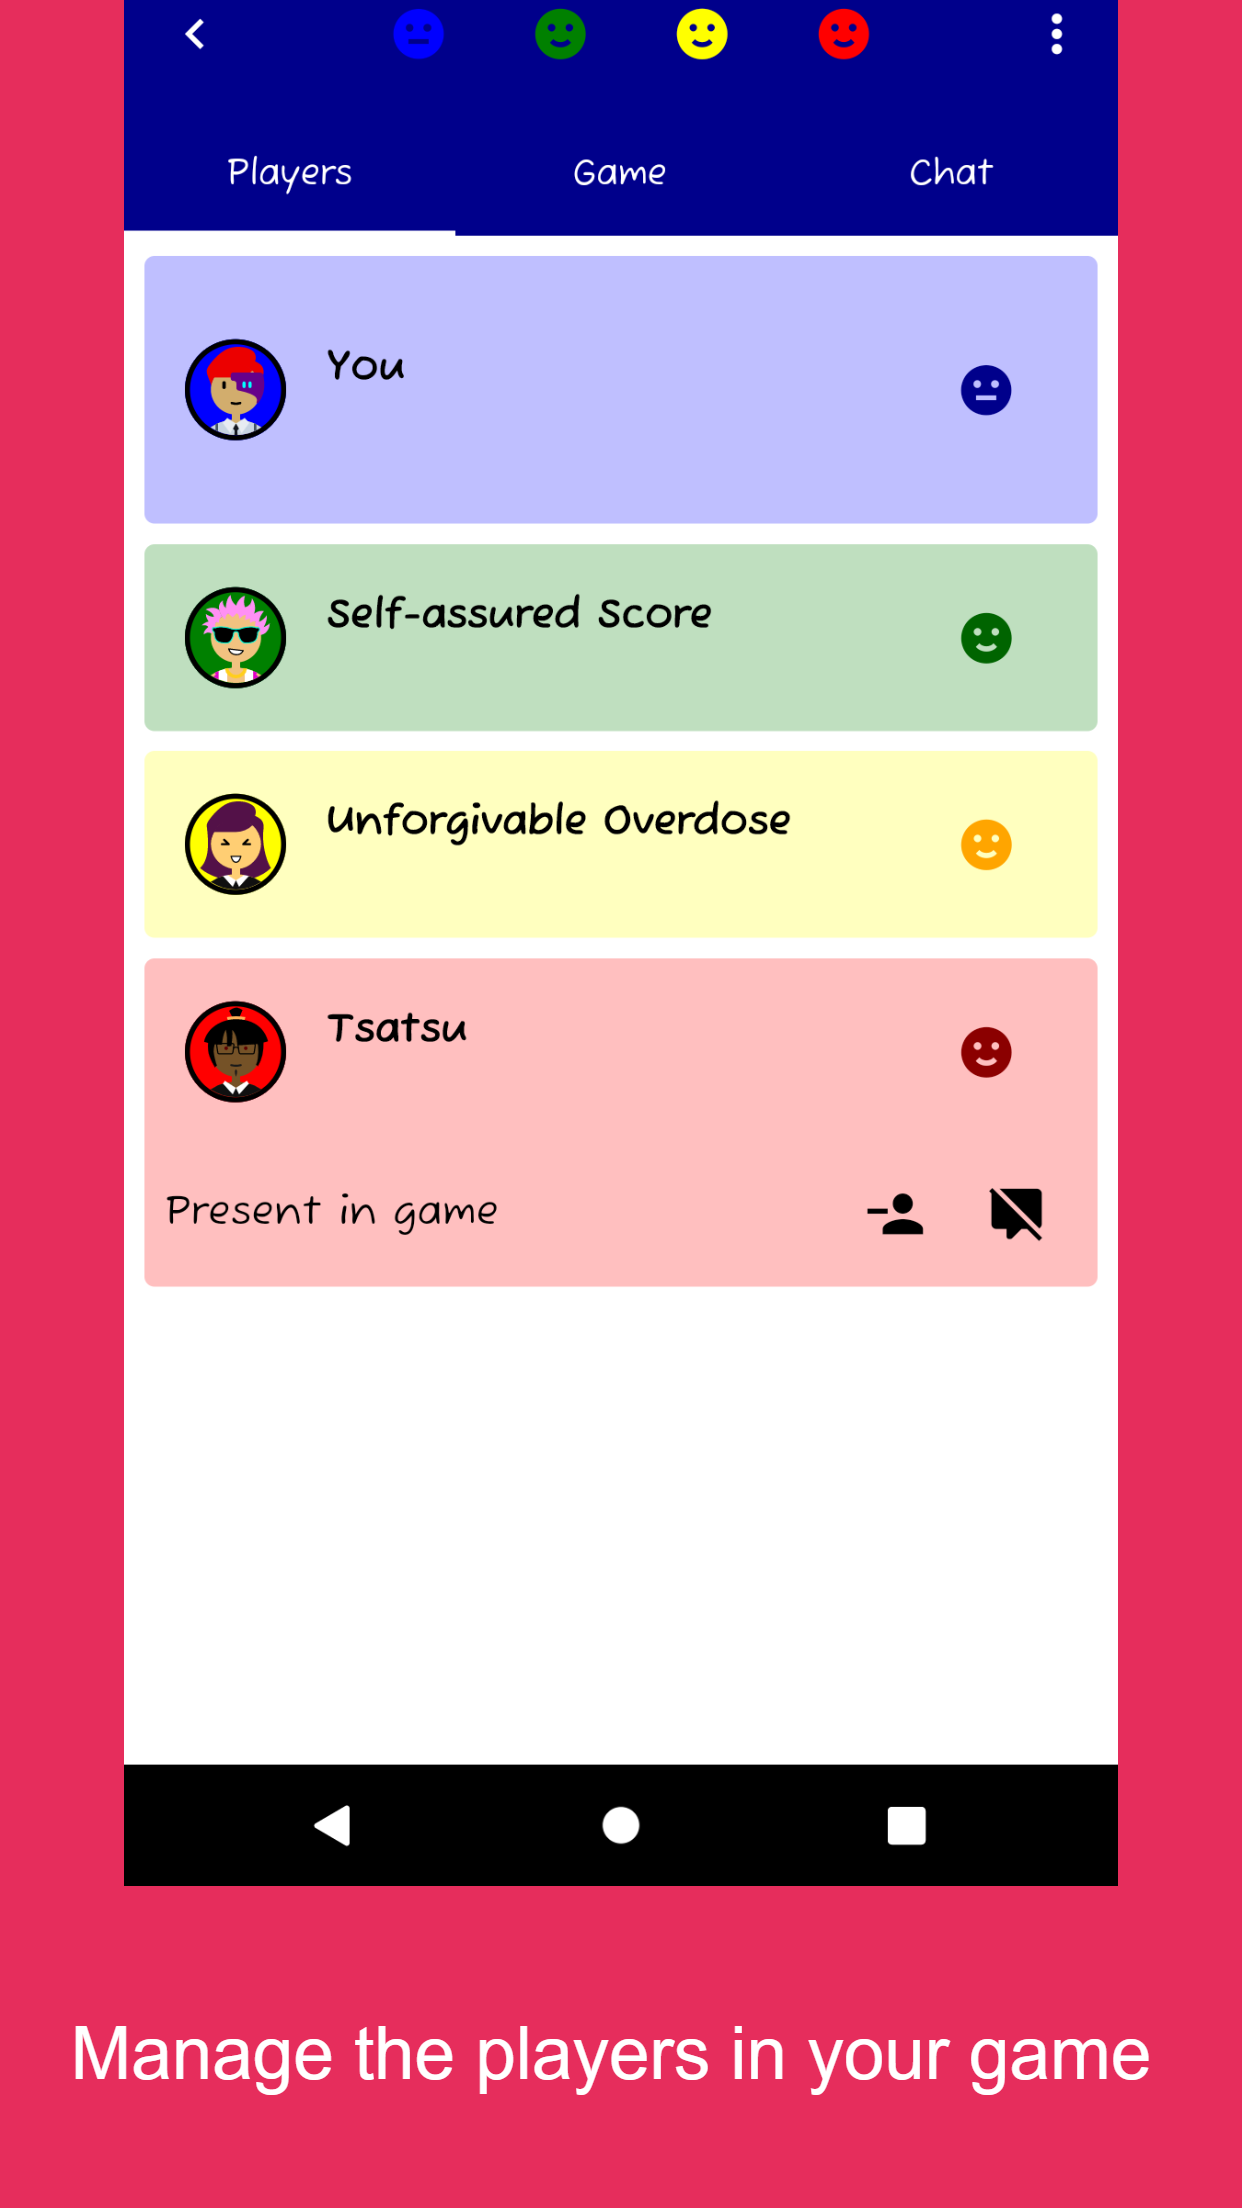 Players Game Chat
You
Self-assured Score
Unforgivable Overdose
Tsatsu
Present in game
Manage the players in your game